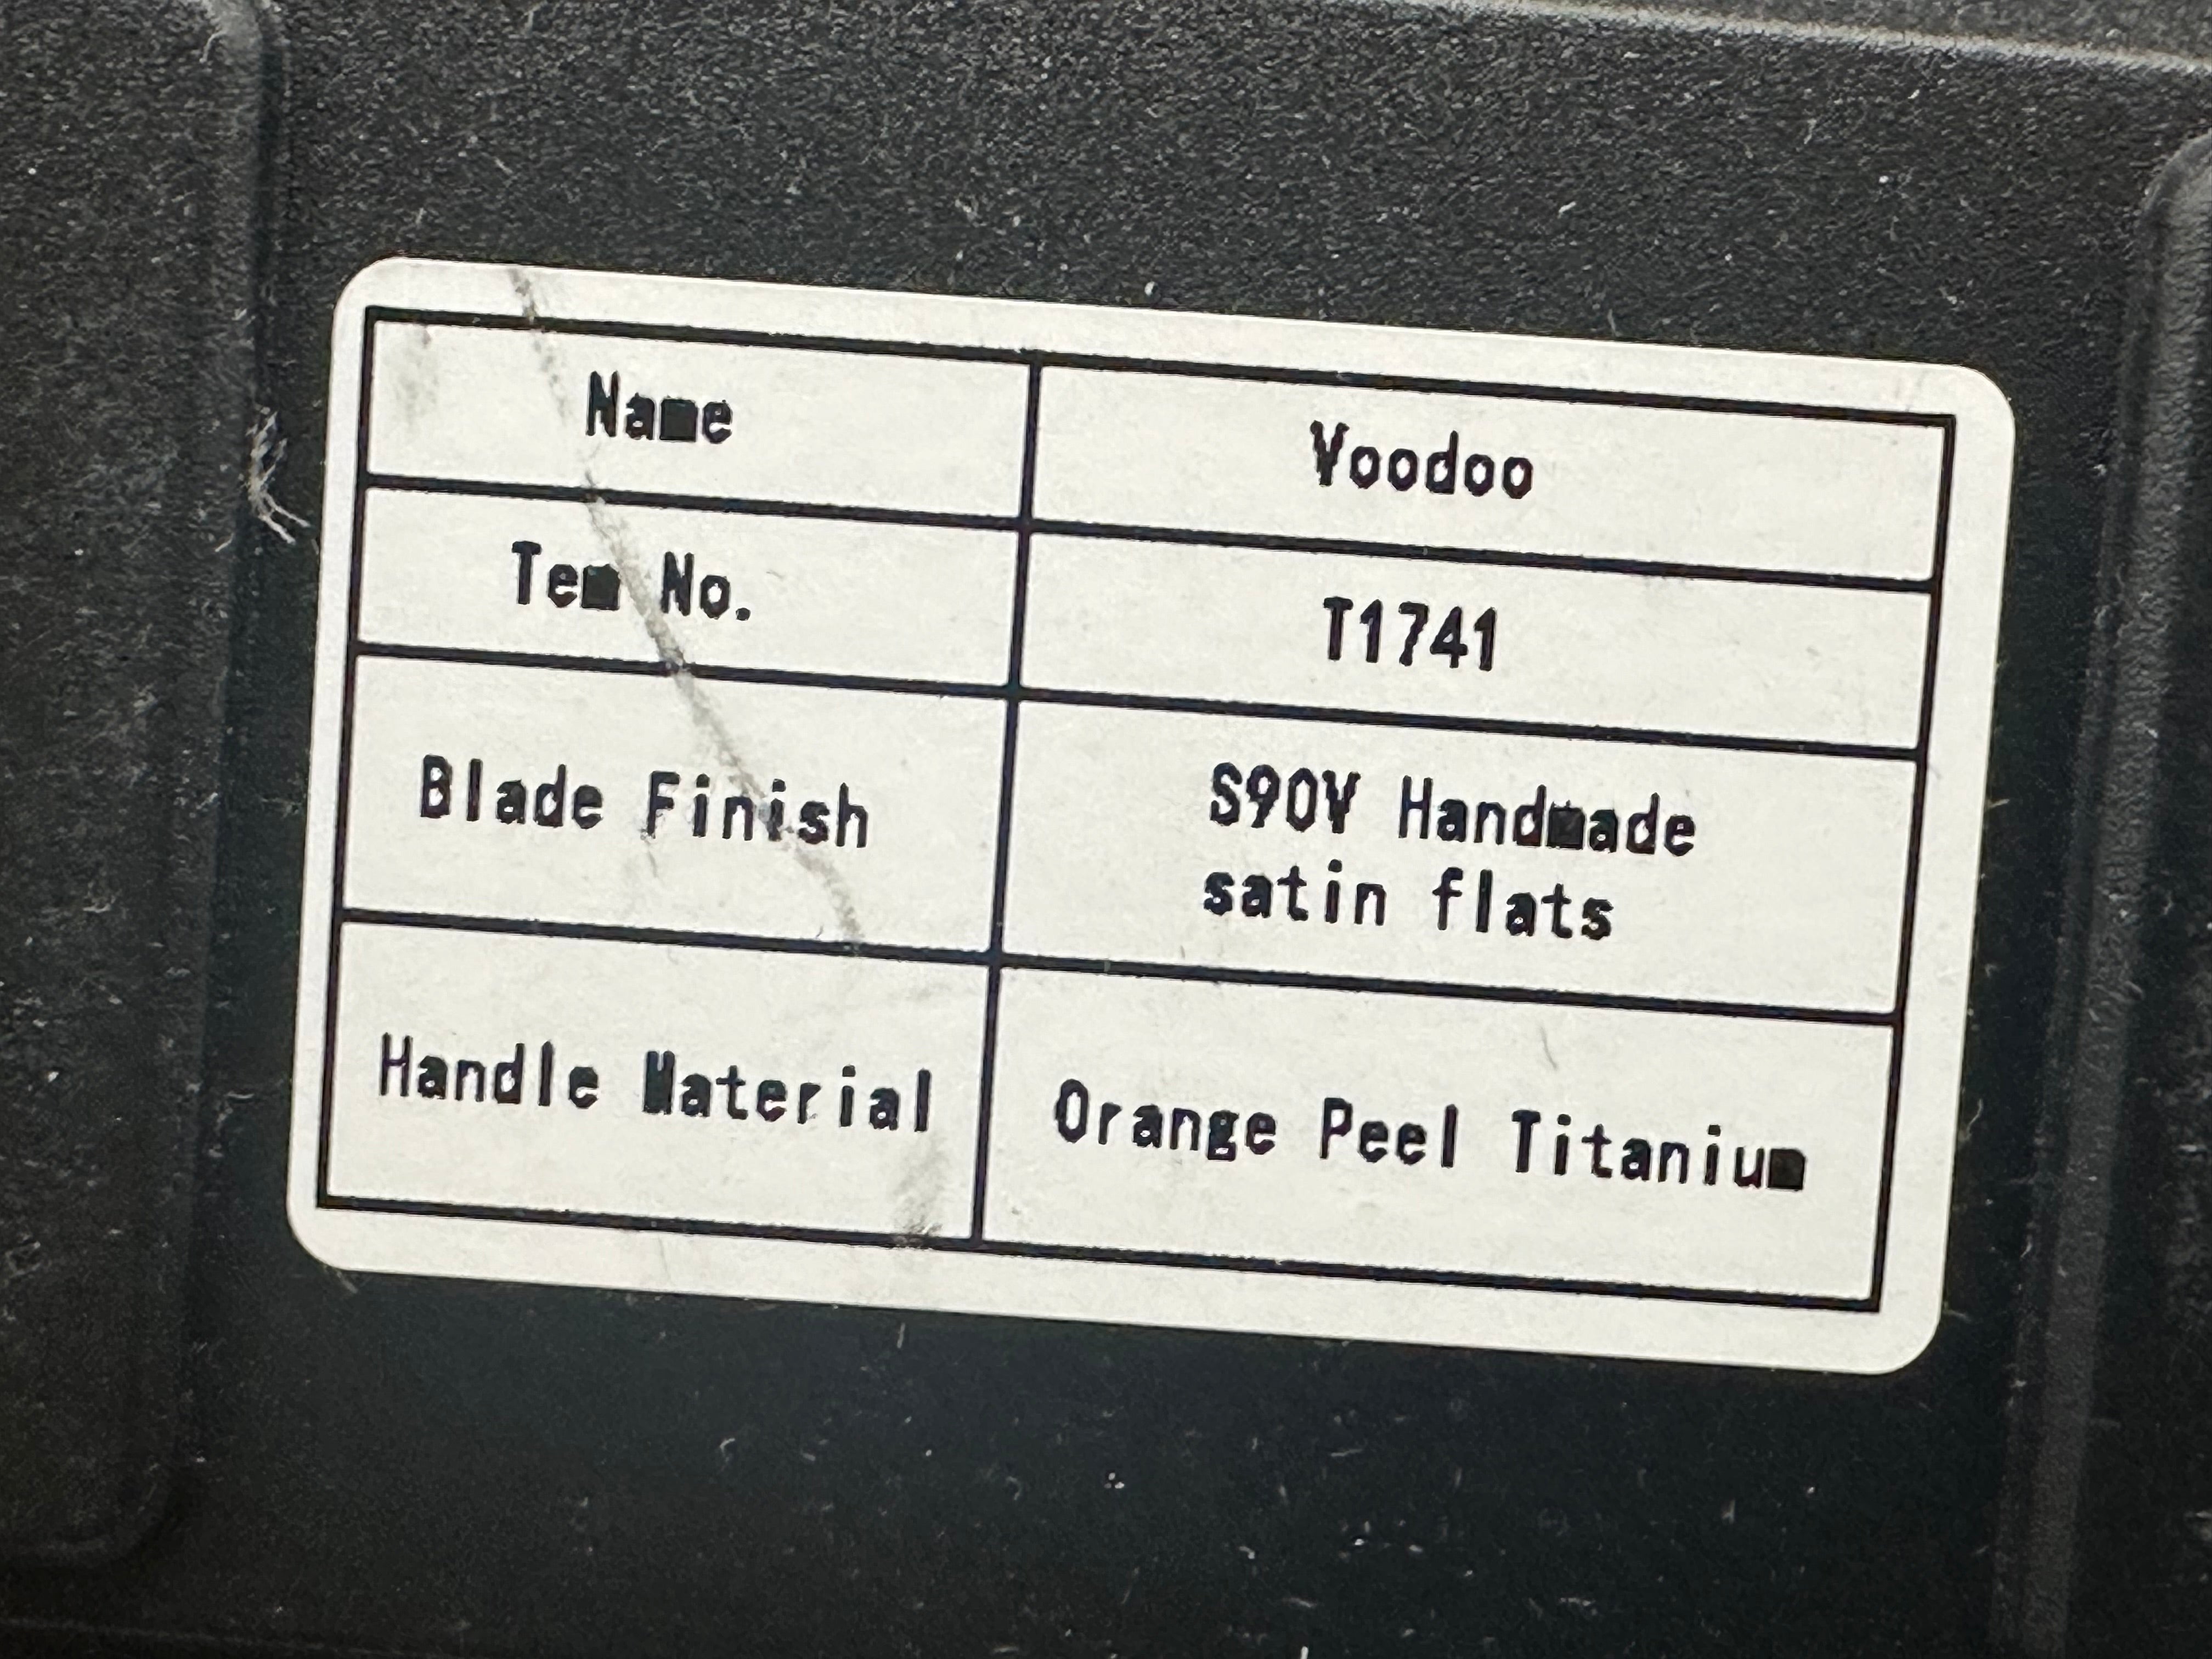 Name Voodoo
Tem No. T1741
Blade Finish S90V Handmade
satin flats
Handle Material Orange Peel Titanium